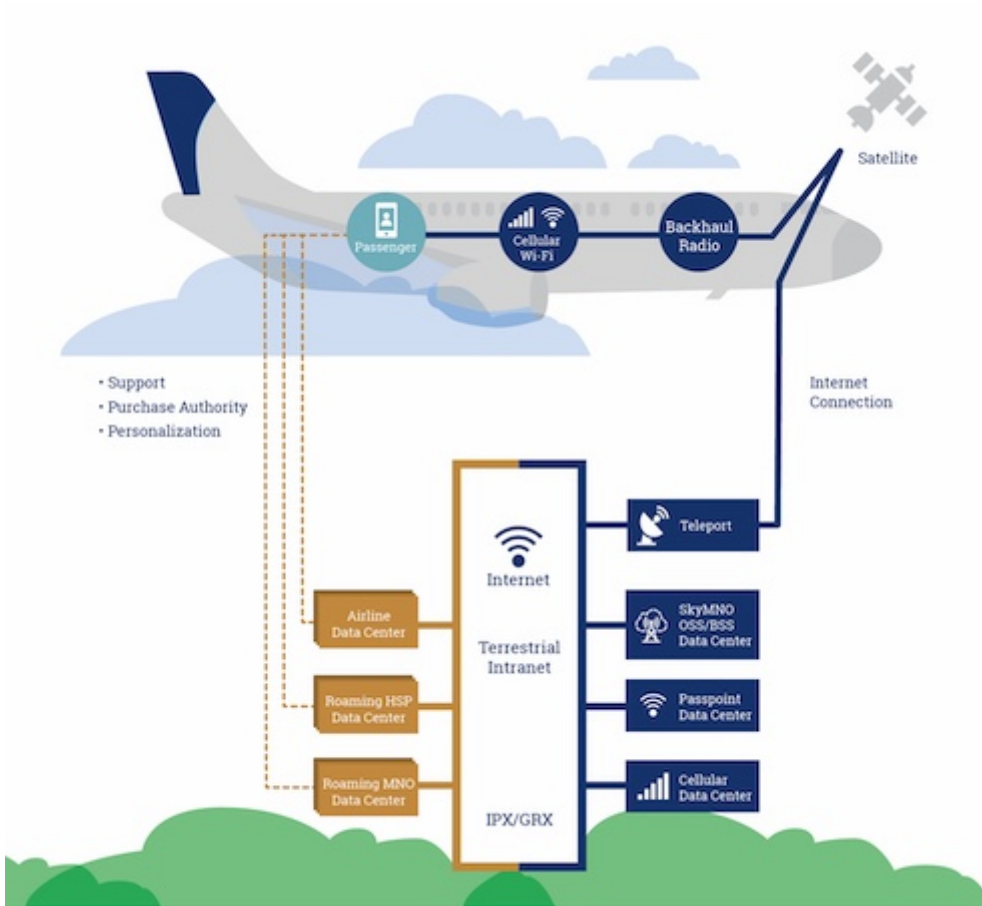 Satellite
Passenger
Cellular
Wi-Fi
Backhaul
Radio
• Support
• Purchase Authority
• Personalization
Internet
Connection
Internet
Terrestrial
Intranet
IPX/GRX
Airline
Data Center
Roaming HSP
Data Center
Roaming MNO
Data Center
Teleport
SkyMNO
OSS/BSS
Data Center
Passpoint
Data Center
Cellular
Data Center